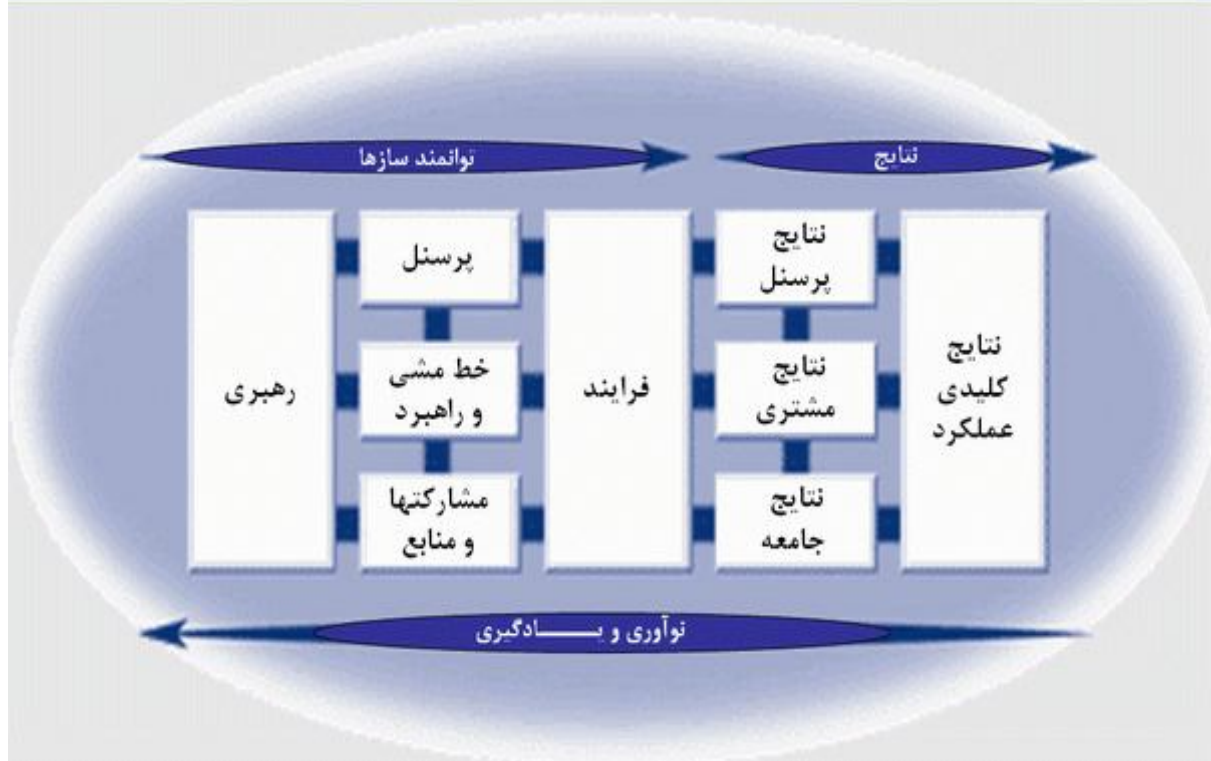 توانمند سازها
نتایج
رهبری
پرسنل
خط مشی
و راهبرد
مشارکتها
و منابع
فرایند
نتایج
پرسنل
نتایج
مشتری
نتایج
جامعه
نتایج
کلیدی
عملکرد
نوآوری و یـــــادگیری